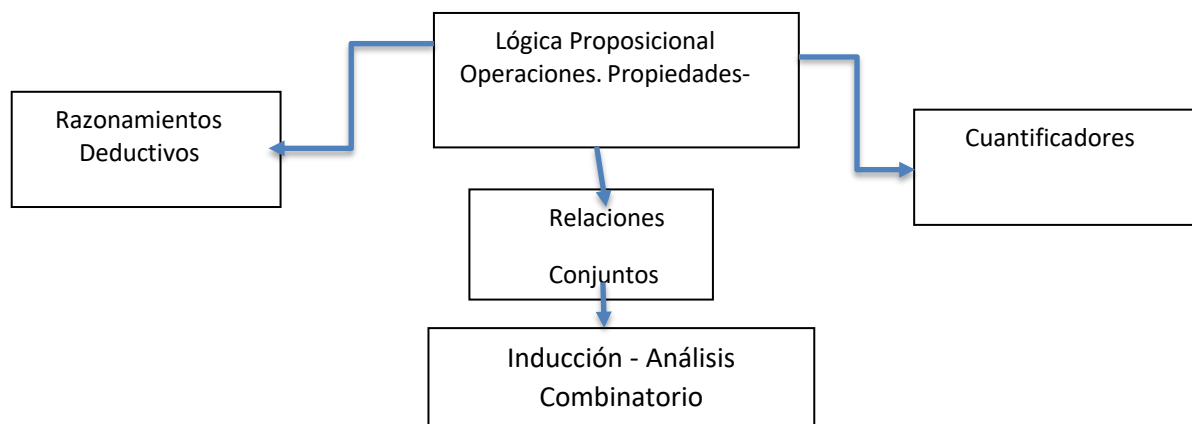 Lógica Proposicional
Operaciones. Propiedades-
Razonamientos
Deductivos
Cuantificadores
Relaciones
Conjuntos
Inducción - Análisis
Combinatorio